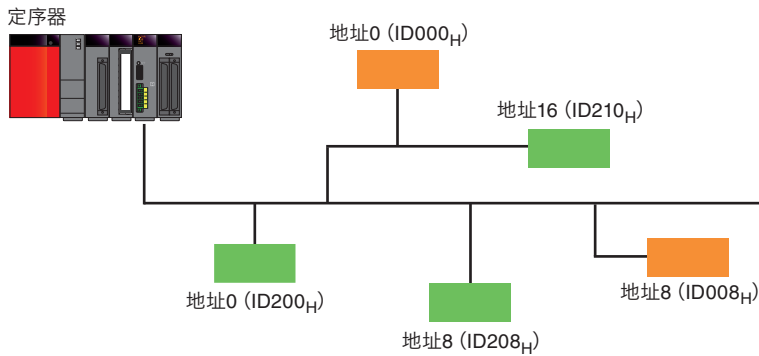 定序器
地址0 (ID000H)
地址16 (ID210H)
地址0 (ID200H)
地址8 (ID008H)
地址8 (ID208H)